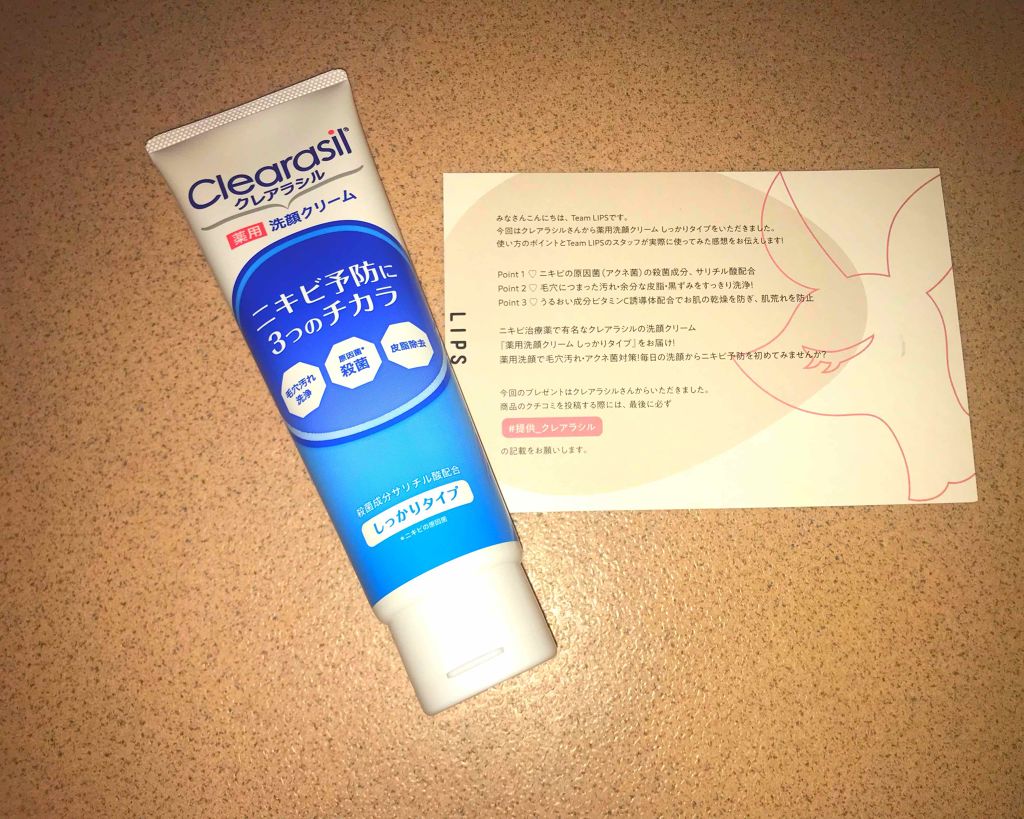 Clearasil
クレアラシル
薬用 洗顔クリーム
ニキビ予防に
3つのチカラ
毛穴汚れ
洗浄
原因菌*
殺菌
皮脂除去
殺菌成分サリチル酸配合
しっかりタイプ
*ニキビの原因菌
LIPS
みなさんこんにちは、Team LIPSです。
今回はクレアラシルさんから薬用洗顔クリーム しっかりタイプをいただきました。
使い方のポイントとTeam LIPSのスタッフが実際に使ってみた感想をお伝えします!
Point 1 ♡ ニキビの原因菌(アクネ菌)の殺菌成分、サリチル酸配合
Point 2 ♡ 毛穴につまった汚れ・余分な皮脂・黒ずみをすっきり洗浄!
Point 3 ♡ うるおい成分ビタミンC誘導体配合でお肌の乾燥を防ぎ、肌荒れを防止
ニキビ治療薬で有名なクレアラシルの洗顔クリーム
『薬用洗顔クリーム しっかりタイプ』をお届け!
薬用洗顔で毛穴汚れ・アクネ菌対策!毎日の洗顔からニキビ予防を初めてみませんか?
今回のプレゼントはクレアラシルさんからいただきました。
商品のクチコミを投稿する際には、最後に必ず
#提供_クレアラシル
の記載をお願いします。